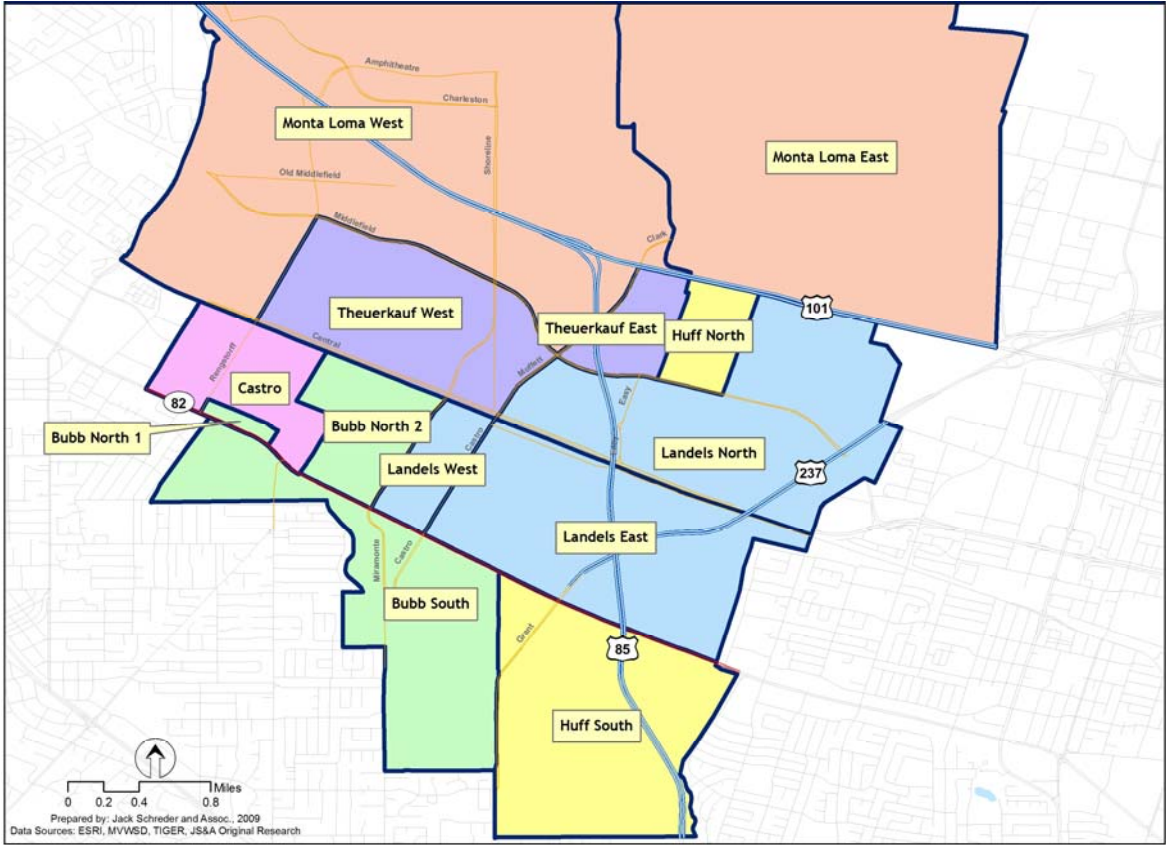 Amphitheatre
Charleston
Monta Loma West
Shoreline
Monta Loma East
Old Middlefield
Middlefield
Clark
101
Theuerkauf West
Theuerkauf East
Huff North
Central
Moffett
Rengstorff
Castro
82
Easy
Bubb North 1
Bubb North 2
Castro
Landels West
Landels North
237
Landels East
Miramonte
Castro
Bubb South
Grant
85
Huff South
Miles
0 0.2 0.4 0.8
Prepared by: Jack Schreder and Assoc., 2009
Data Sources: ESRI, MVWSD, TIGER, JS&A Original Research